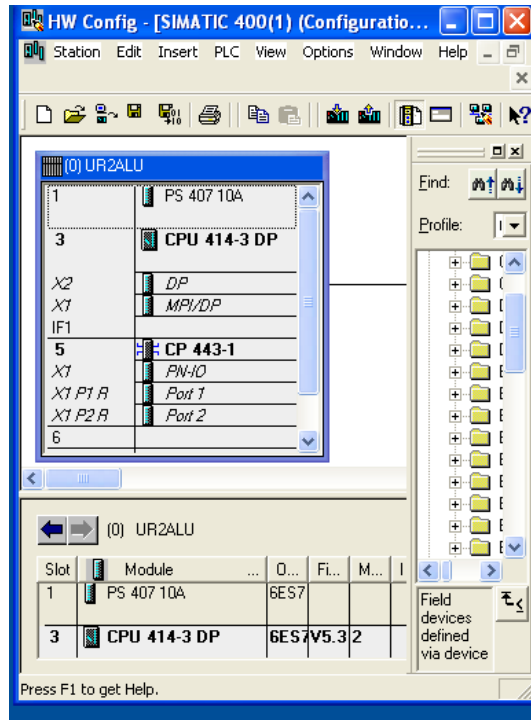 HW Config - [SIMATIC 400(1) (Configuratio...
Station Edit Insert PLC View Options Window Help
(0) UR2ALU
1 PS 407 10A
3 CPU 414-3 DP
X2 DP
X1 MPI/DP
IF1
5 CP 443-1
X1 PN-IO
X1 P1 R Port 1
X1 P2 R Port 2
6
Find:
Profile:
(0) UR2ALU
Slot Module ... O... Fi... M... I
1 PS 407 10A 6ES7
3 CPU 414-3 DP 6ES7 V5.3 2
Field
devices
defined
via device
Press F1 to get Help.